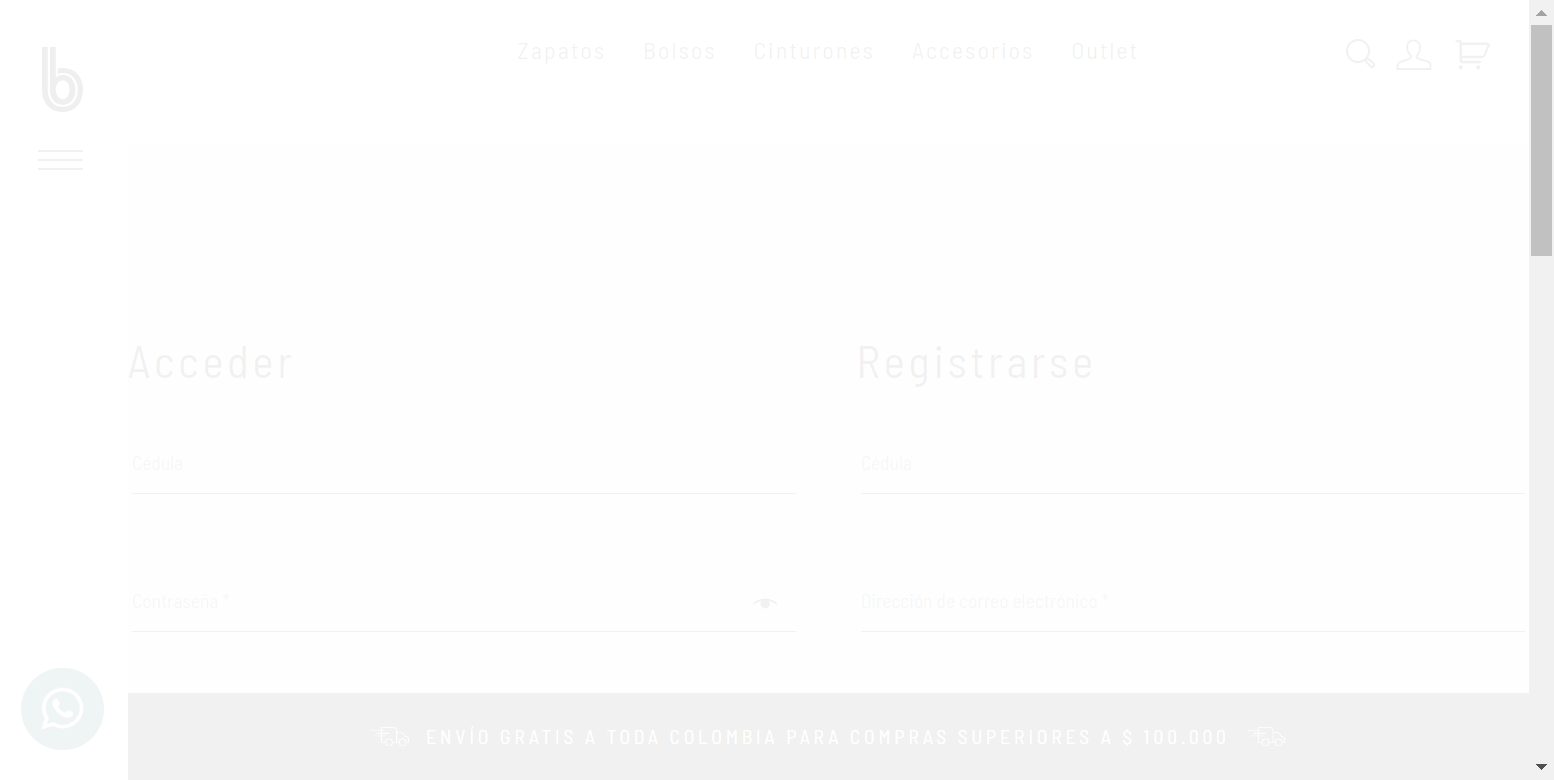 b
Zapatos Bolsos Cinturones Accesorios Outlet
Acceder
Registrarse
Cédula
Cédula
Contraseña *
Dirección de correo electrónico *
ENVÍO GRATIS A TODA COLOMBIA PARA COMPRAS SUPERIORES A $ 100.000